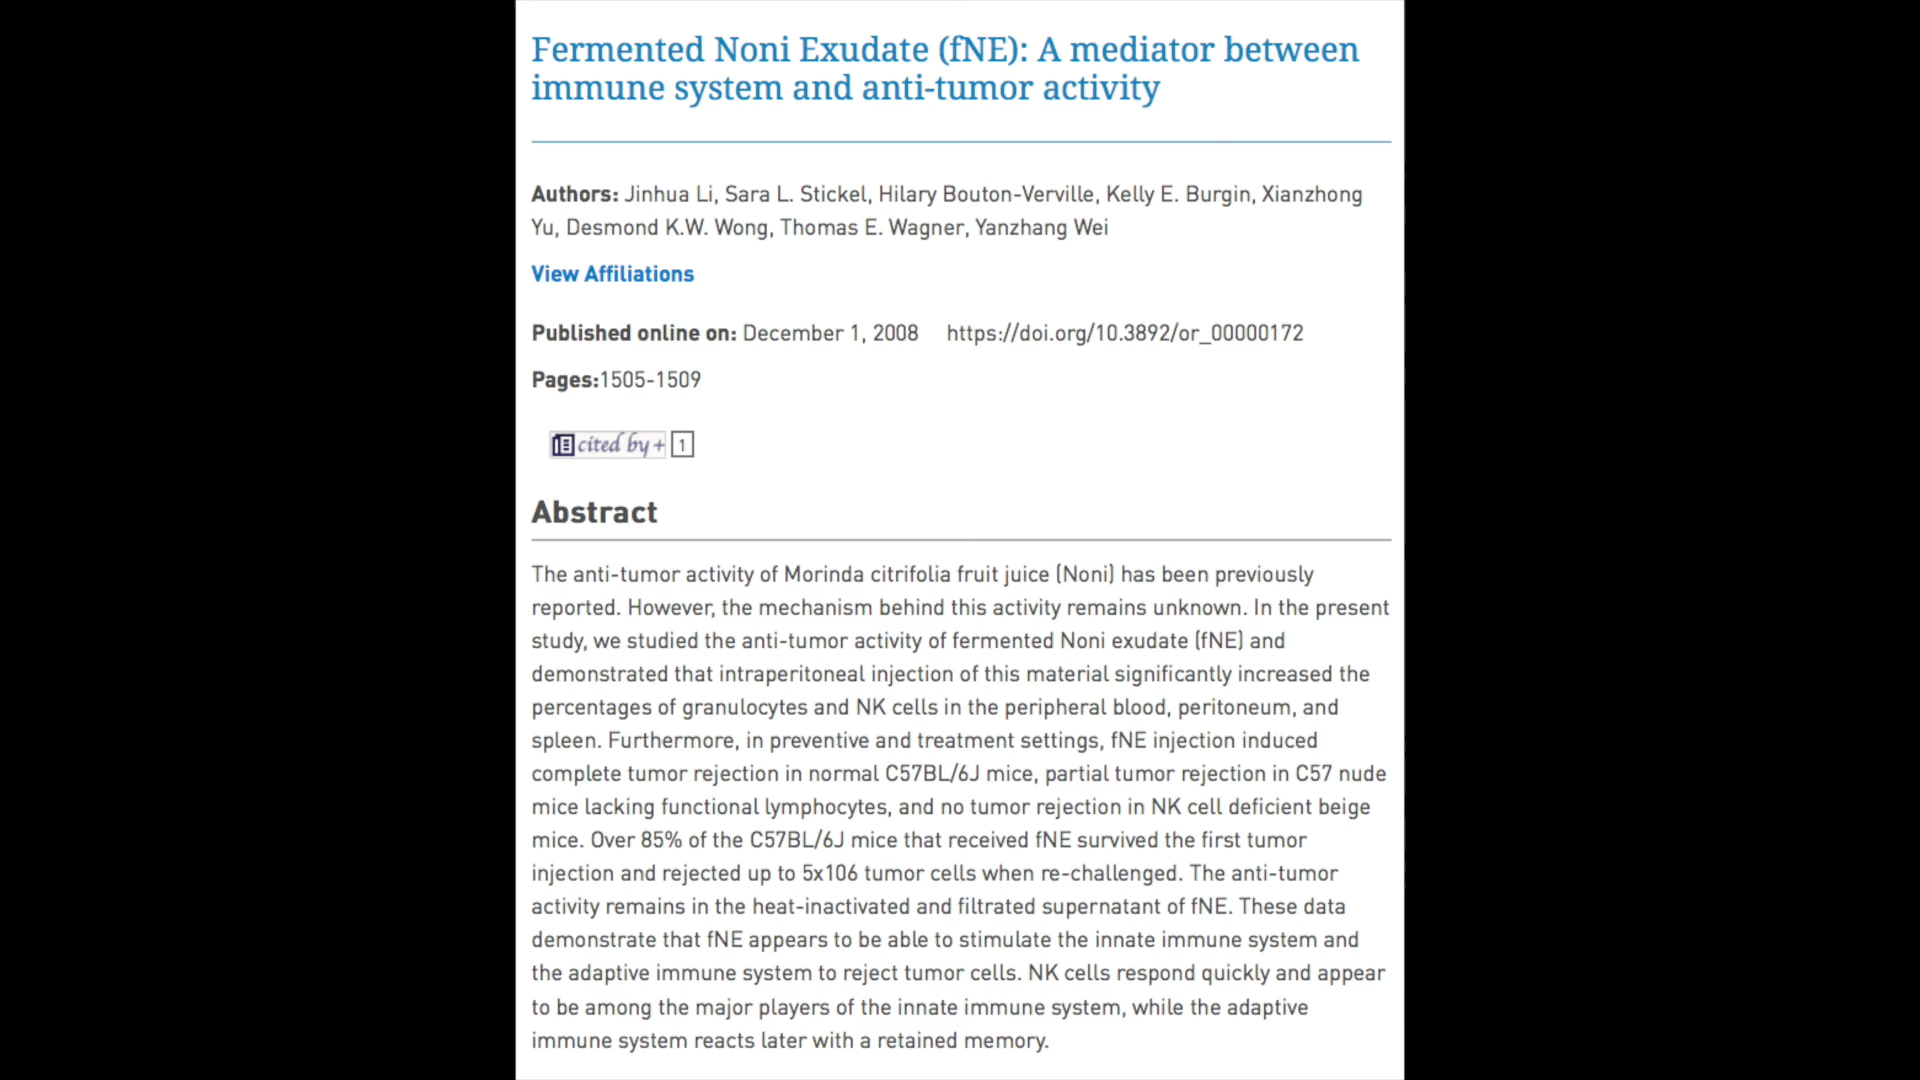 Fermented Noni Exudate (fNE): A mediator between
immune system and anti-tumor activity
Authors: Jinhua Li, Sara L. Stickel, Hilary Bouton-Verville, Kelly E. Burgin, Xianzhong
Yu, Desmond K.W. Wong, Thomas E. Wagner, Yanzhang Wei
View Affiliations
Published online on: December 1, 2008 https://doi.org/10.3892/or_00000172
Pages:1505-1509
cited by + 1
Abstract
The anti-tumor activity of Morinda citrifolia fruit juice (Noni) has been previously
reported. However, the mechanism behind this activity remains unknown. In the present
study, we studied the anti-tumor activity of fermented Noni exudate (fNE) and
demonstrated that intraperitoneal injection of this material significantly increased the
percentages of granulocytes and NK cells in the peripheral blood, peritoneum, and
spleen. Furthermore, in preventive and treatment settings, fNE injection induced
complete tumor rejection in normal C57BL/6J mice, partial tumor rejection in C57 nude
mice lacking functional lymphocytes, and no tumor rejection in NK cell deficient beige
mice. Over 85% of the C57BL/6J mice that received fNE survived the first tumor
injection and rejected up to 5x106 tumor cells when re-challenged. The anti-tumor
activity remains in the heat-inactivated and filtrated supernatant of fNE. These data
demonstrate that fNE appears to be able to stimulate the innate immune system and
the adaptive immune system to reject tumor cells. NK cells respond quickly and appear
to be among the major players of the innate immune system, while the adaptive
immune system reacts later with a retained memory.